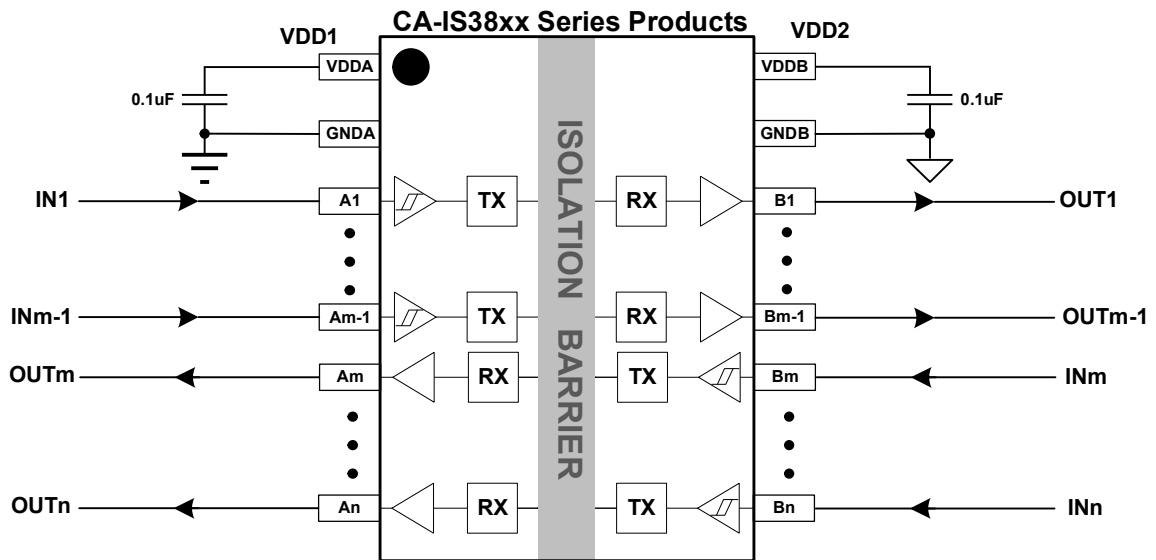 CA-IS38xx Series Products
VDD1
VDD2
VDDA
VDDB
0.1uF
0.1uF
GNDA
GNDB
ISOLATION BARRIER
IN1
A1
TX
RX
B1
OUT1
INm-1
Am-1
TX
RX
Bm-1
OUTm-1
OUTm
Am
RX
TX
Bm
INm
OUTn
An
RX
TX
Bn
INn